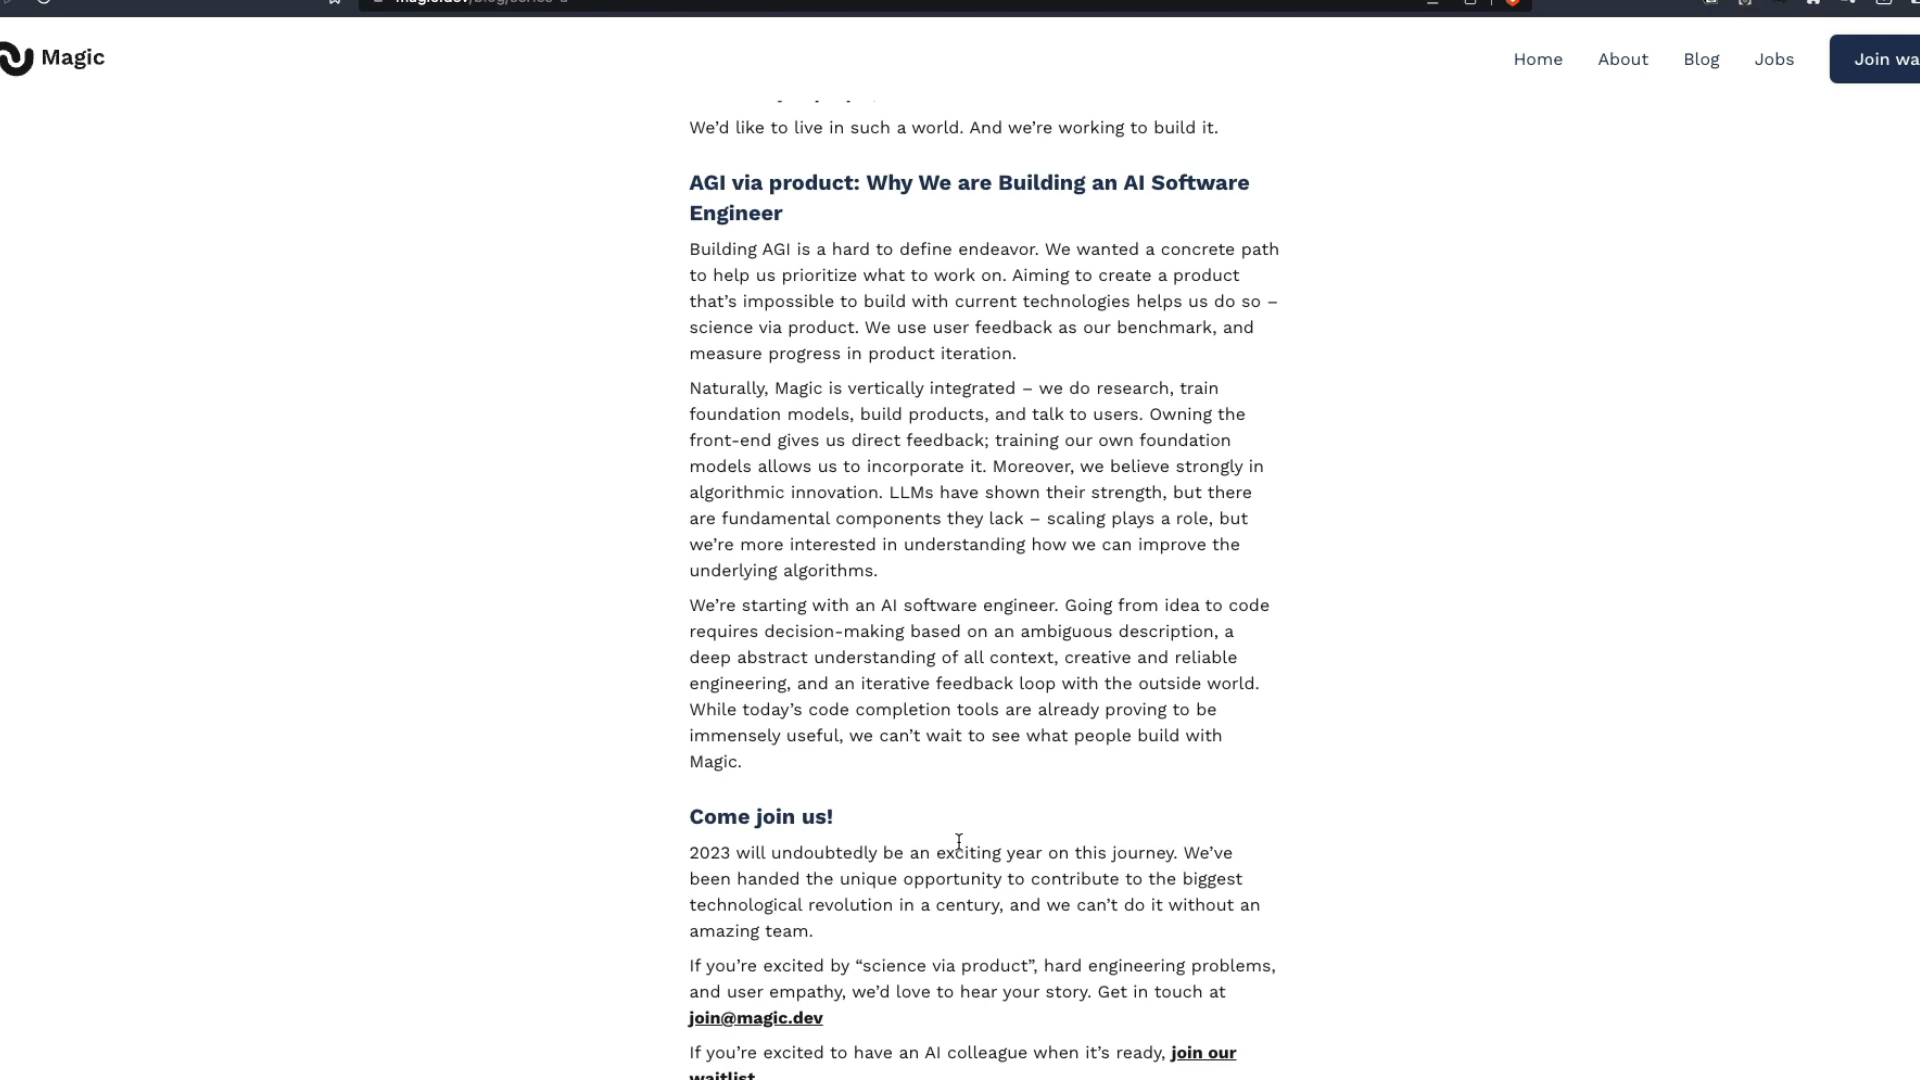 Magic
Home
About
Blog
Jobs
Join wa
We’d like to live in such a world. And we’re working to build it.
AGI via product: Why We are Building an AI Software
Engineer
Building AGI is a hard to define endeavor. We wanted a concrete path
to help us prioritize what to work on. Aiming to create a product
that’s impossible to build with current technologies helps us do so –
science via product. We use user feedback as our benchmark, and
measure progress in product iteration.
Naturally, Magic is vertically integrated – we do research, train
foundation models, build products, and talk to users. Owning the
front-end gives us direct feedback; training our own foundation
models allows us to incorporate it. Moreover, we believe strongly in
algorithmic innovation. LLMs have shown their strength, but there
are fundamental components they lack – scaling plays a role, but
we’re more interested in understanding how we can improve the
underlying algorithms.
We’re starting with an AI software engineer. Going from idea to code
requires decision-making based on an ambiguous description, a
deep abstract understanding of all context, creative and reliable
engineering, and an iterative feedback loop with the outside world.
While today’s code completion tools are already proving to be
immensely useful, we can’t wait to see what people build with
Magic.
Come join us!
2023 will undoubtedly be an exciting year on this journey. We’ve
been handed the unique opportunity to contribute to the biggest
technological revolution in a century, and we can’t do it without an
amazing team.
If you’re excited by “science via product”, hard engineering problems,
and user empathy, we’d love to hear your story. Get in touch at
join@magic.dev
If you’re excited to have an AI colleague when it’s ready, join our
waitlist